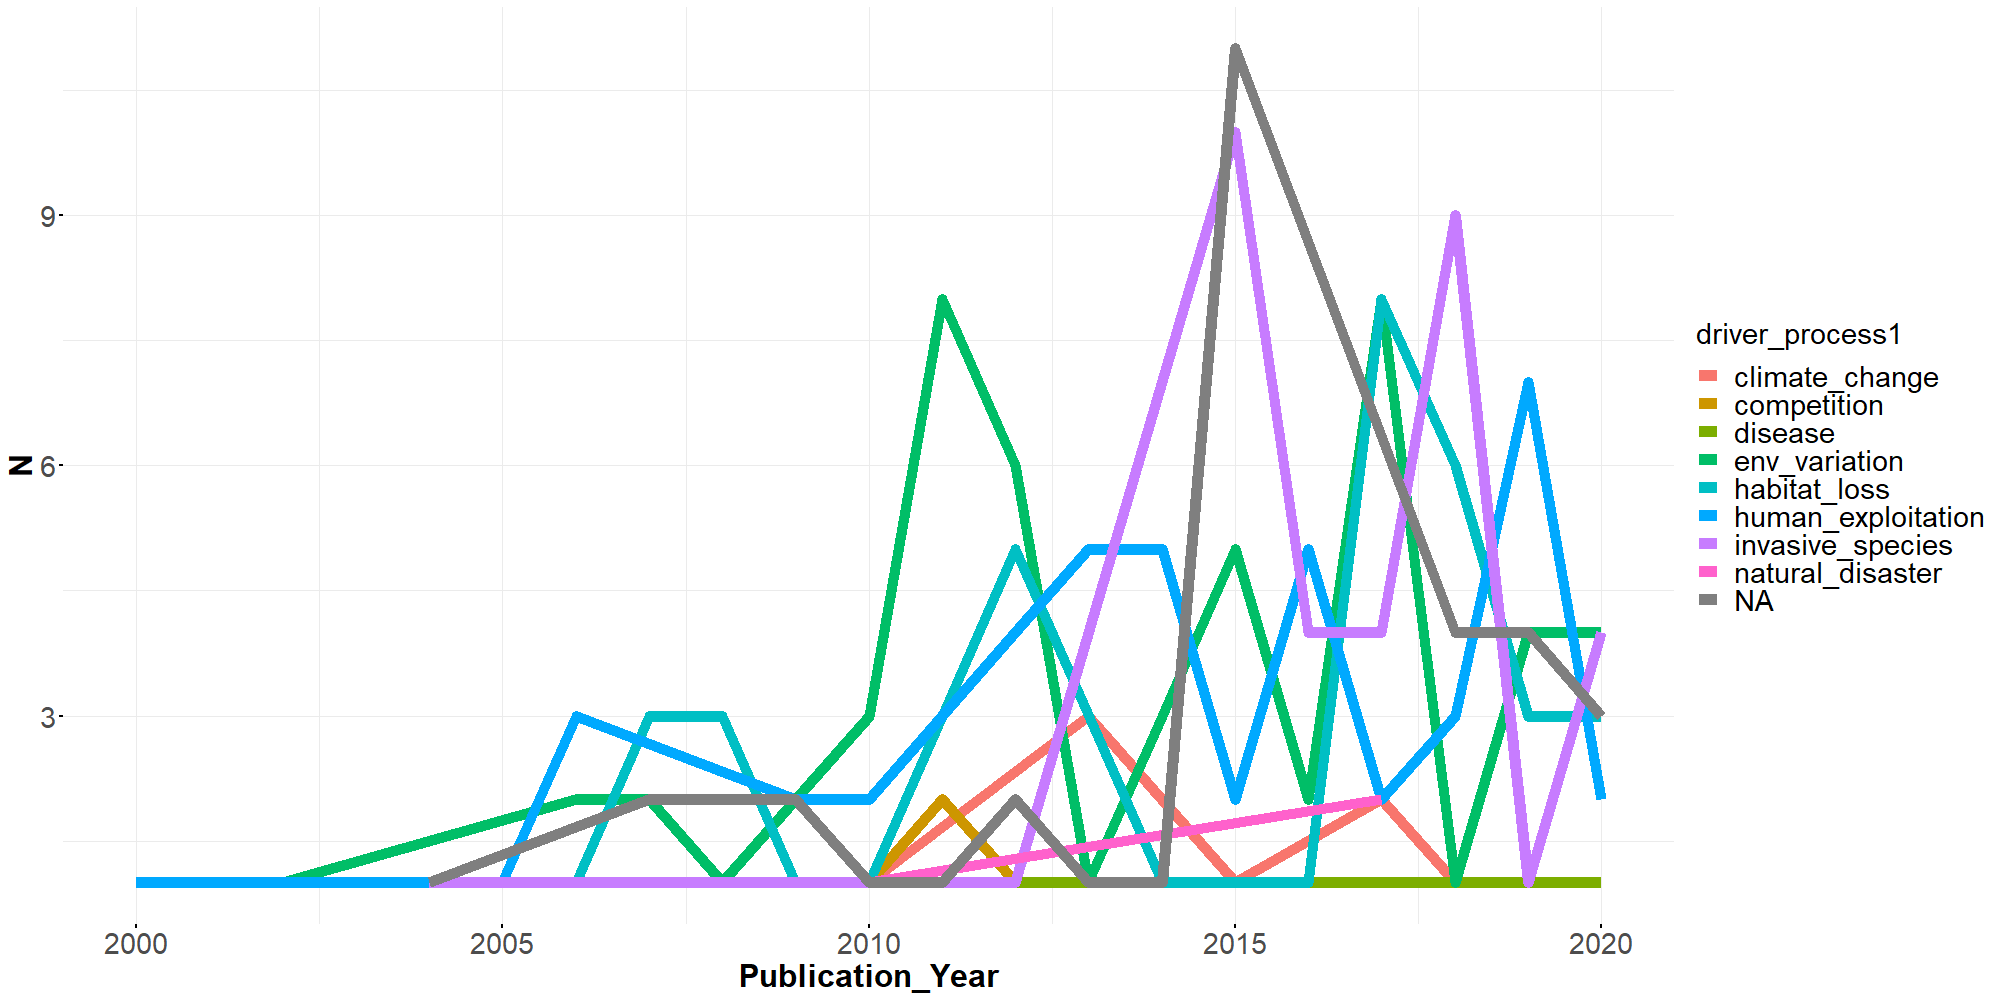 9
6
3
N
2000 2005 2010 2015 2020
Publication_Year
driver_process1
climate_change
competition
disease
env_variation
habitat_loss
human_exploitation
invasive_species
natural_disaster
NA